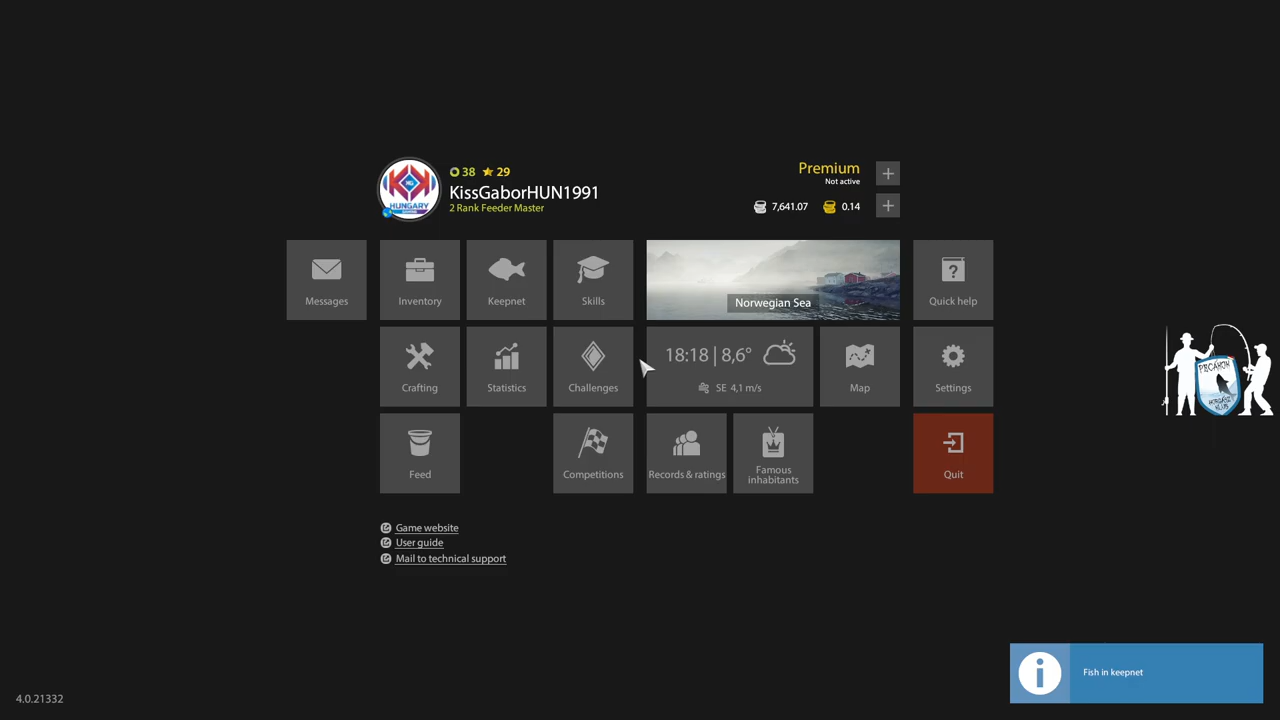 38 29
KissGaborHUN1991
2 Rank Feeder Master
HUNGARY
Premium
Not active
7,641.07 0.14
Messages
Inventory
Keepnet
Skills
Norwegian Sea
Quick help
Crafting
Statistics
Challenges
18:18 | 8,6°
SE 4,1 m/s
Map
Settings
Feed
Competitions
Records & ratings
Famous
inhabitants
Quit
Game website
User guide
Mail to technical support
Fish in keepnet
4.0.21332